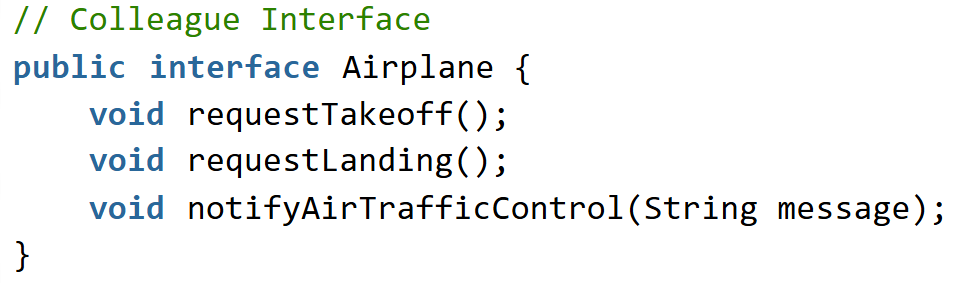 // Colleague Interface
public interface Airplane {
    void requestTakeoff();
    void requestLanding();
    void notifyAirTrafficControl(String message);
}